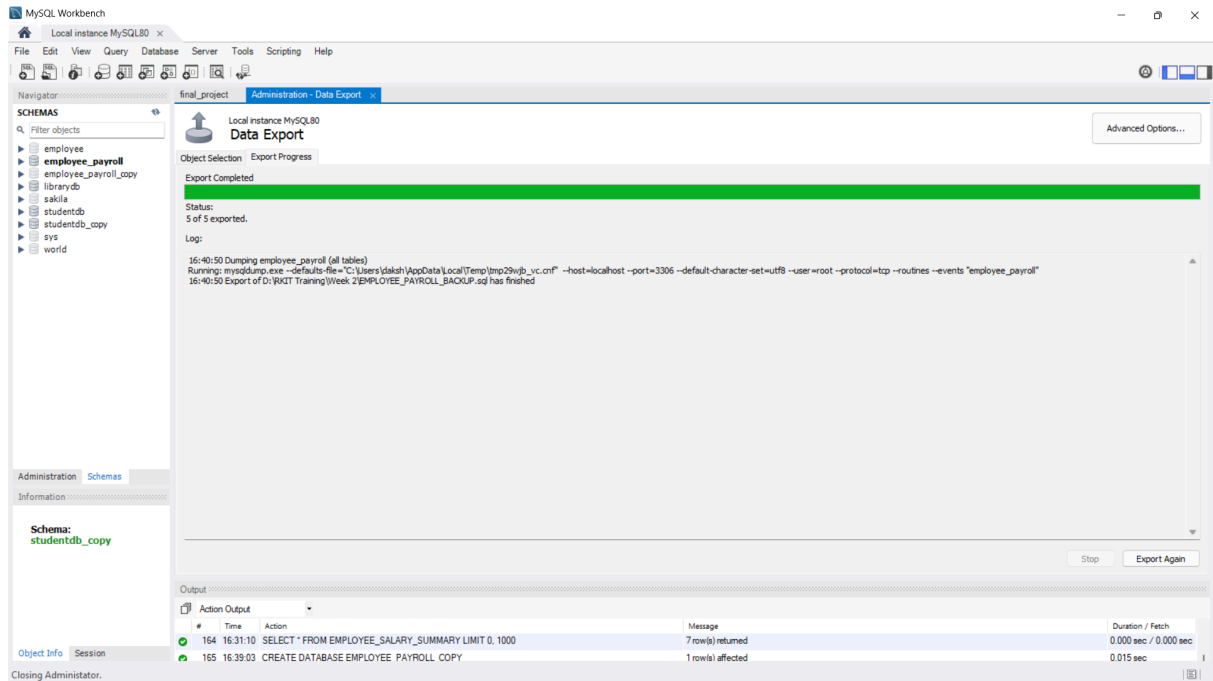 MySQL Workbench
Local instance MySQL80 ×
File Edit View Query Database Server Tools Scripting Help
Navigator
SCHEMAS
Filter objects
employee
employee_payroll
employee_payroll_copy
librarydb
sakila
studentdb
studentdb_copy
sys
world
Administration Schemas
Information
Schema:
studentdb_copy
Object Info Session
final_project Administration - Data Export ×
Local instance MySQL80
Data Export
Advanced Options...
Object Selection Export Progress
Export Completed
Status:
5 of 5 exported.
Log:
16:40:50 Dumping employee_payroll (all tables)
Running: mysqldump.exe --defaults-file="C:\Users\daksh\AppData\Local\Temp\tmp29wjb_vc.cnf" --host=localhost --port=3306 --default-character-set=utf8 --user=root --protocol=tcp --routines --events "employee_payroll"
16:40:50 Export of D:\RKIT Training\Week 2\EMPLOYEE_PAYROLL_BACKUP.sql has finished
Stop Export Again
Output
Action Output
# Time Action Message Duration / Fetch
164 16:31:10 SELECT * FROM EMPLOYEE_SALARY_SUMMARY LIMIT 0, 1000 7 row(s) returned 0.000 sec / 0.000 sec
165 16:39:03 CREATE DATABASE EMPLOYEE_PAYROLL_COPY 1 row(s) affected 0.015 sec
Closing Administator.